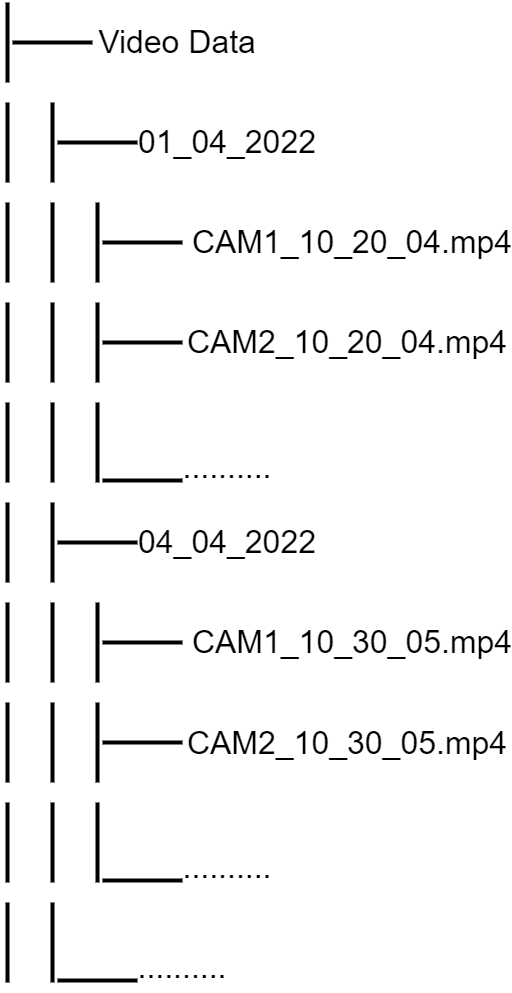 Video Data
01_04_2022
CAM1_10_20_04.mp4
CAM2_10_20_04.mp4
..........
04_04_2022
CAM1_10_30_05.mp4
CAM2_10_30_05.mp4
..........
..........